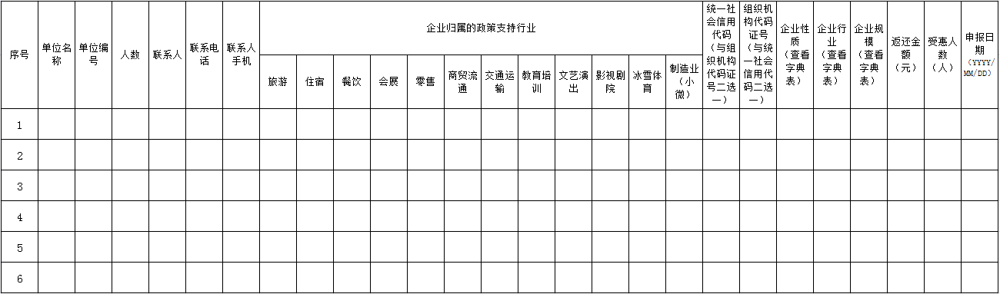 序号
单位名
称
单位编
号
人数
联系人
联系电
话
联系人
手机
企业归属的政策支持行业
旅游
住宿
餐饮
会展
零售
商贸流
通
交通运
输
教育培
训
文艺演
出
影视剧
院
冰雪体
育
制造业
（小
微）
统一社
会信用
代码
（与组
织机构
代码证
号二选
一）
组织机
构代码
证号
（与统
一社会
信用代
码二选
一）
企业性
质
（查看
字典
表）
企业行
业
（查看
字典
表）
企业规
模
（查看
字典
表）
返还金
额
（元）
受惠人
数
（人）
申报日
期
（YYYY/
MM/DD）
1
2
3
4
5
6